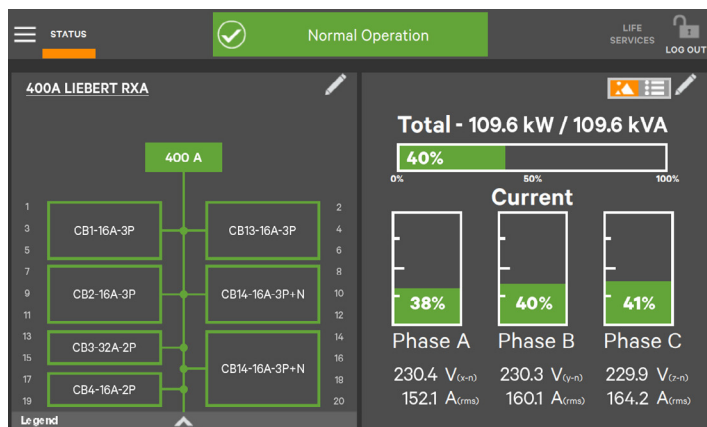 STATUS
Normal Operation
LIFE
SERVICES
LOG OUT
400A LIEBERT RXA
400 A
1
2
3
CB1-16A-3P
CB13-16A-3P
4
5
6
7
8
9
CB2-16A-3P
CB14-16A-3P+N
10
11
12
13
14
CB3-32A-2P
15
16
CB14-16A-3P+N
17
18
CB4-16A-2P
19
20
Legend
Total - 109.6 kW / 109.6 kVA
40%
0% 50% 100%
Current
38% 40% 41%
Phase A Phase B Phase C
230.4 V(x-n) 230.3 V(y-n) 229.9 V(z-n)
152.1 A(rms) 160.1 A(rms) 164.2 A(rms)